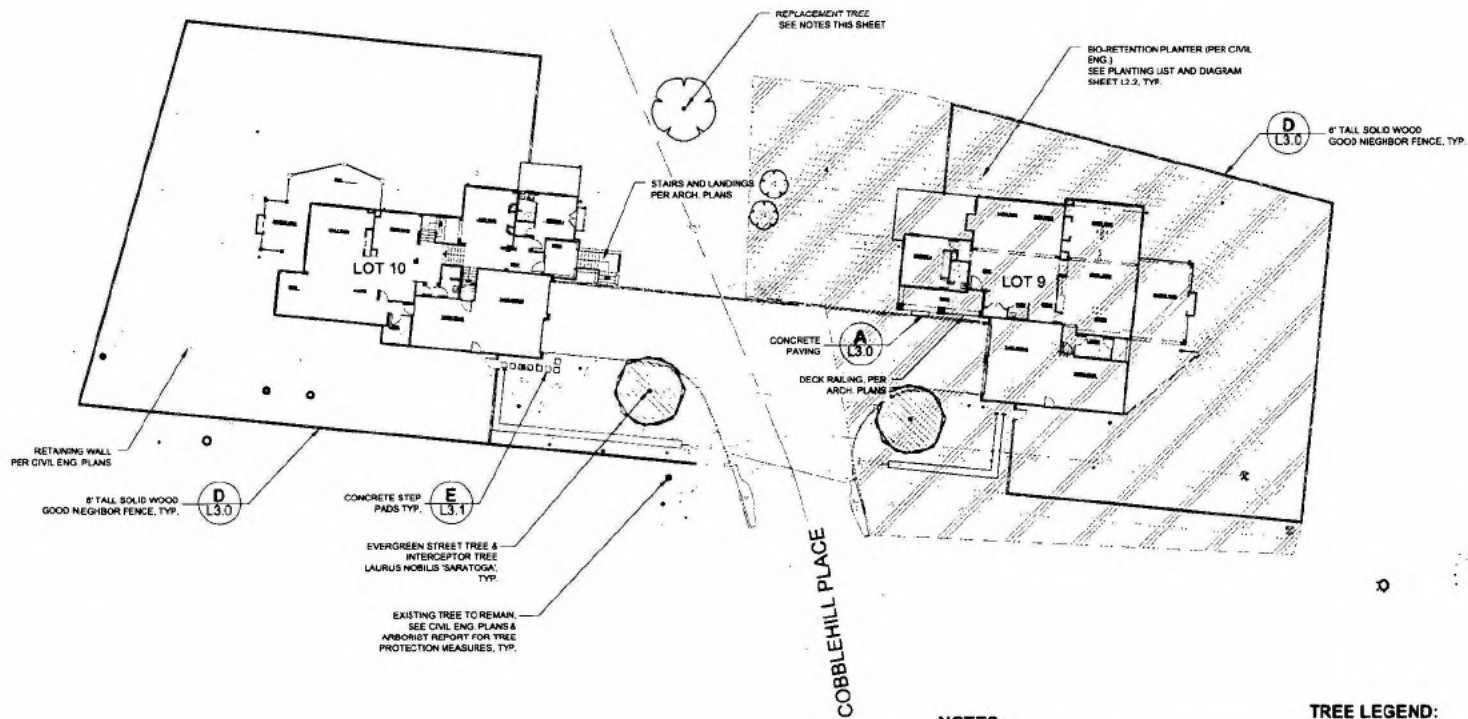 REPLACEMENT TREE
SEE NOTES THIS SHEET
BIO-RETENTION PLANTER (PER CIVIL
ENG.)
SEE PLANTING LIST AND DIAGRAM
SHEET L2.2, TYP.
D
L3.0
6' TALL SOLID WOOD
GOOD NIEGHBOR FENCE, TYP.
STAIRS AND LANDINGS
PER ARCH. PLANS
LOT 10
LOT 9
CONCRETE
PAVING
A
L3.0
DECK RAILING, PER
ARCH. PLANS
RETAINING WALL
PER CIVIL ENG. PLANS
6' TALL SOLID WOOD
GOOD NIEGHBOR FENCE, TYP.
D
L3.0
CONCRETE STEP
PADS TYP.
E
L3.1
EVERGREEN STREET TREE &
INTERCEPTOR TREE
LAURUS NOBILIS 'SARATOGA',
TYP.
EXISTING TREE TO REMAIN,
SEE CIVIL ENG. PLANS &
ARBORIST REPORT FOR TREE
PROTECTION MEASURES, TYP.
COBBLEHILL PLACE
NOTES
TREE LEGEND: